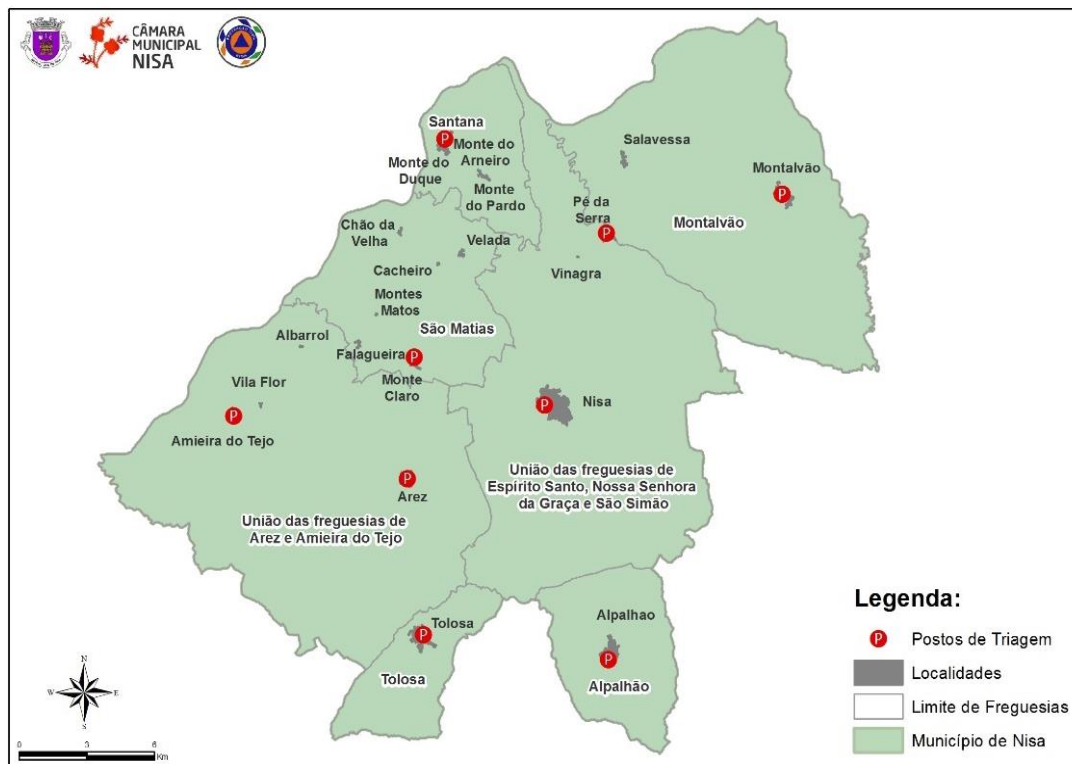 CÂMARA
MUNICIPAL
NISA
Santana
P
Monte do
Arneiro
Monte do
Duque
Monte
do Pardo
Salavessa
Montalvão
P
Pé da
Serra
P
Montalvão
Chão da
Velha
Velada
Cacheiro
Vinagra
Montes
Matos
São Matias
Albarrol
Falagueira
P
Monte
Claro
Vila Flor
P
Amieira do Tejo
P
Nisa
P
Arez
União das freguesias de
Espírito Santo, Nossa Senhora
da Graça e São Simão
União das freguesias de
Arez e Amieira do Tejo
Tolosa
P
Tolosa
Alpalhao
P
Alpalhão
Legenda:
P Postos de Triagem
Localidades
Limite de Freguesias
Município de Nisa
N
W E
S
0 3 6
Km